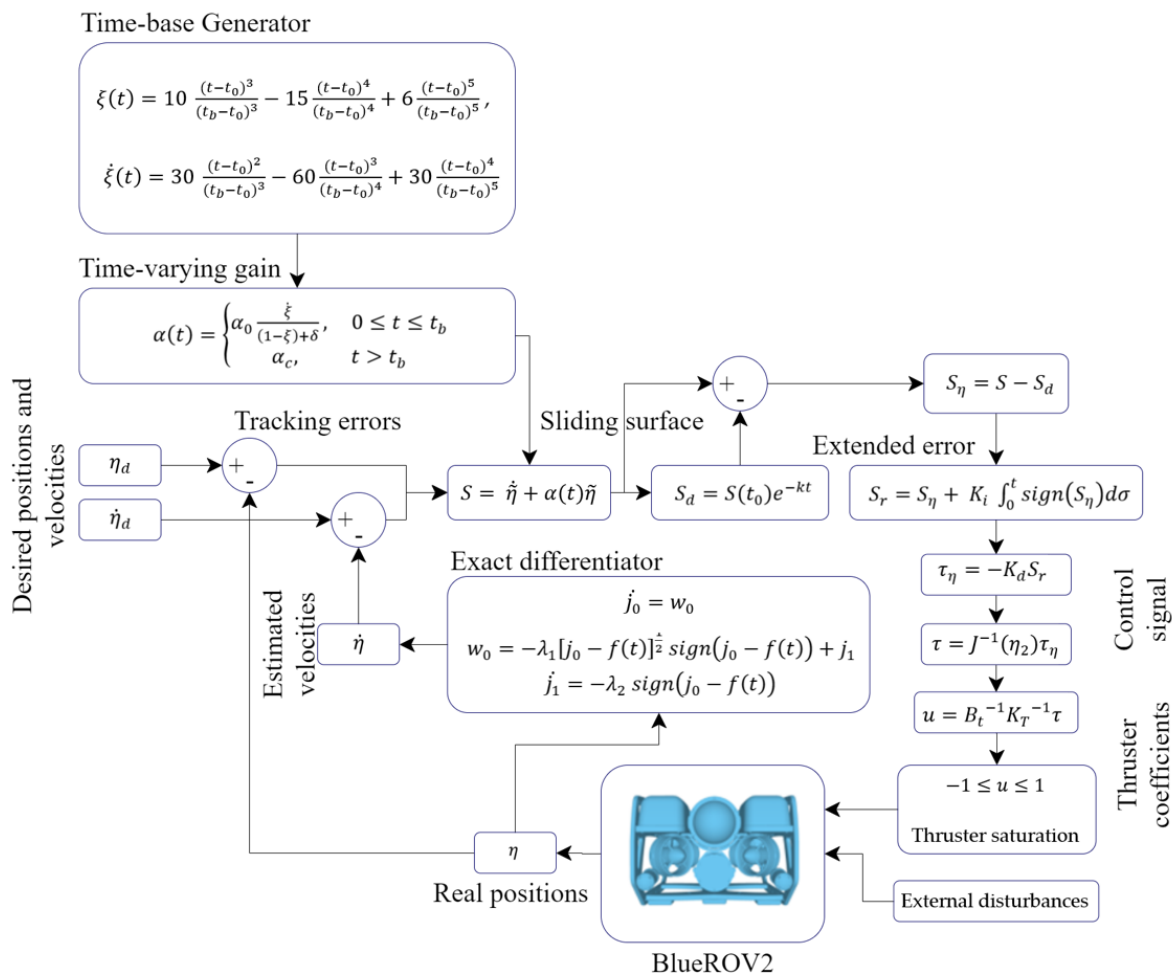 Time-base Generator
ξ(t) = 10 (t−t₀)³/(t_b−t₀)³ − 15 (t−t₀)⁴/(t_b−t₀)⁴ + 6 (t−t₀)⁵/(t_b−t₀)⁵,
ξ̇(t) = 30 (t−t₀)²/(t_b−t₀)³ − 60 (t−t₀)³/(t_b−t₀)⁴ + 30 (t−t₀)⁴/(t_b−t₀)⁵
Time-varying gain
α(t) = {α₀ ξ̇/((1−ξ)+δ), 0 ≤ t ≤ t_b
α_c, t > t_b
Desired positions and
velocities
Tracking errors
η_d
η̇_d
+
-
+
-
S = η̃̇ + α(t)η̃
Sliding surface
+
-
S_d = S(t₀)e^{−kt}
S_η = S − S_d
Extended error
S_r = S_η + K_i ∫₀ᵗ sign(S_η)dσ
τ_η = −K_d S_r
τ = J⁻¹(η₂)τ_η
Control
signal
u = B_t⁻¹K_T⁻¹τ
Thruster
coefficients
−1 ≤ u ≤ 1
Thruster saturation
External disturbances
Exact differentiator
j̇₀ = w₀
w₀ = −λ₁[j₀ − f(t)]^{½} sign(j₀ − f(t)) + j₁
j̇₁ = −λ₂ sign(j₀ − f(t))
Estimated
velocities
η̇
η
Real positions
BlueROV2